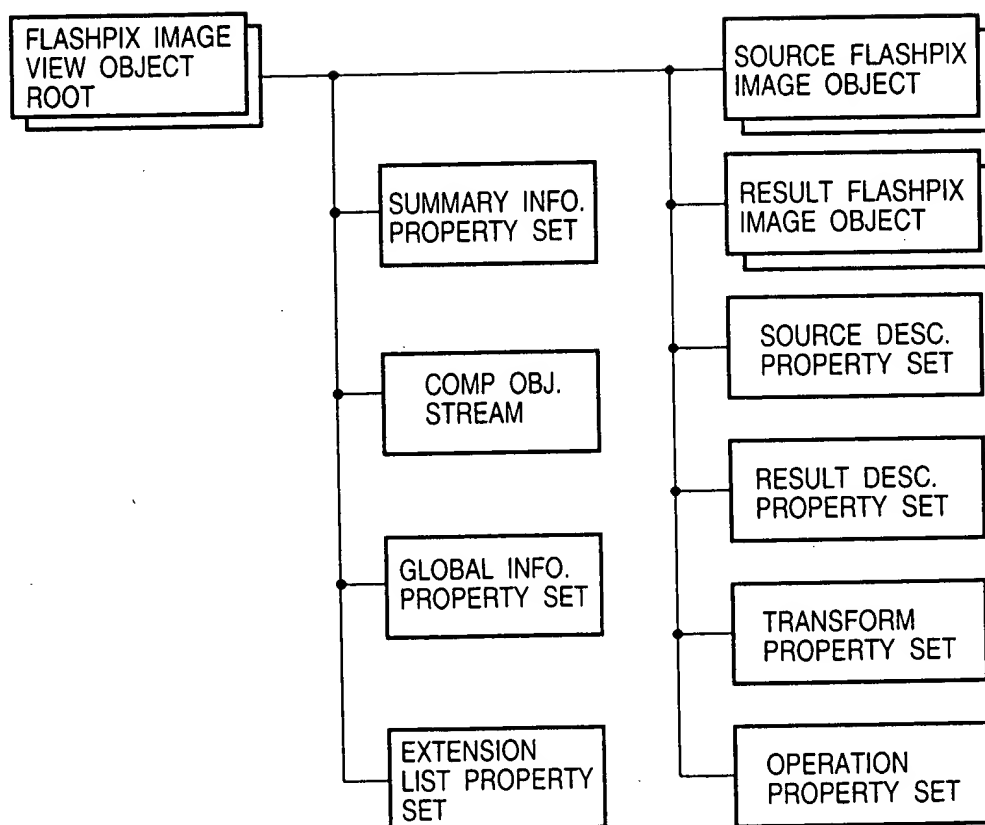 FLASHPIX IMAGE
VIEW OBJECT
ROOT
SUMMARY INFO.
PROPERTY SET
COMP OBJ.
STREAM
GLOBAL INFO.
PROPERTY SET
EXTENSION
LIST PROPERTY
SET
SOURCE FLASHPIX
IMAGE OBJECT
RESULT FLASHPIX
IMAGE OBJECT
SOURCE DESC.
PROPERTY SET
RESULT DESC.
PROPERTY SET
TRANSFORM
PROPERTY SET
OPERATION
PROPERTY SET